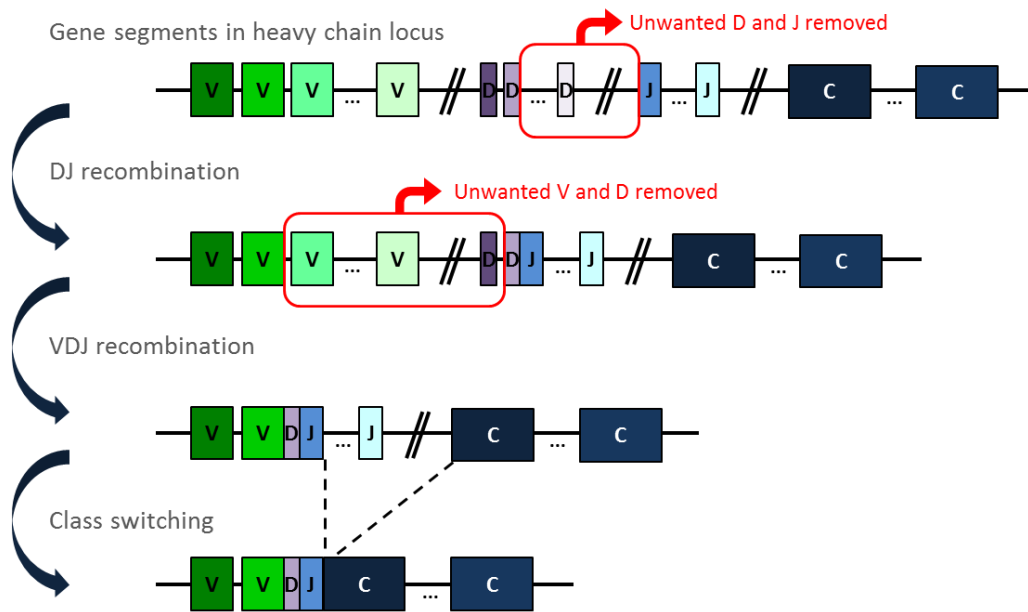 Gene segments in heavy chain locus
Unwanted D and J removed
V V V ... V D D ... D J ... J C ... C
DJ recombination
Unwanted V and D removed
V V V ... V D D J ... J C ... C
VDJ recombination
V V D J ... J C ... C
Class switching
V V D J C ... C